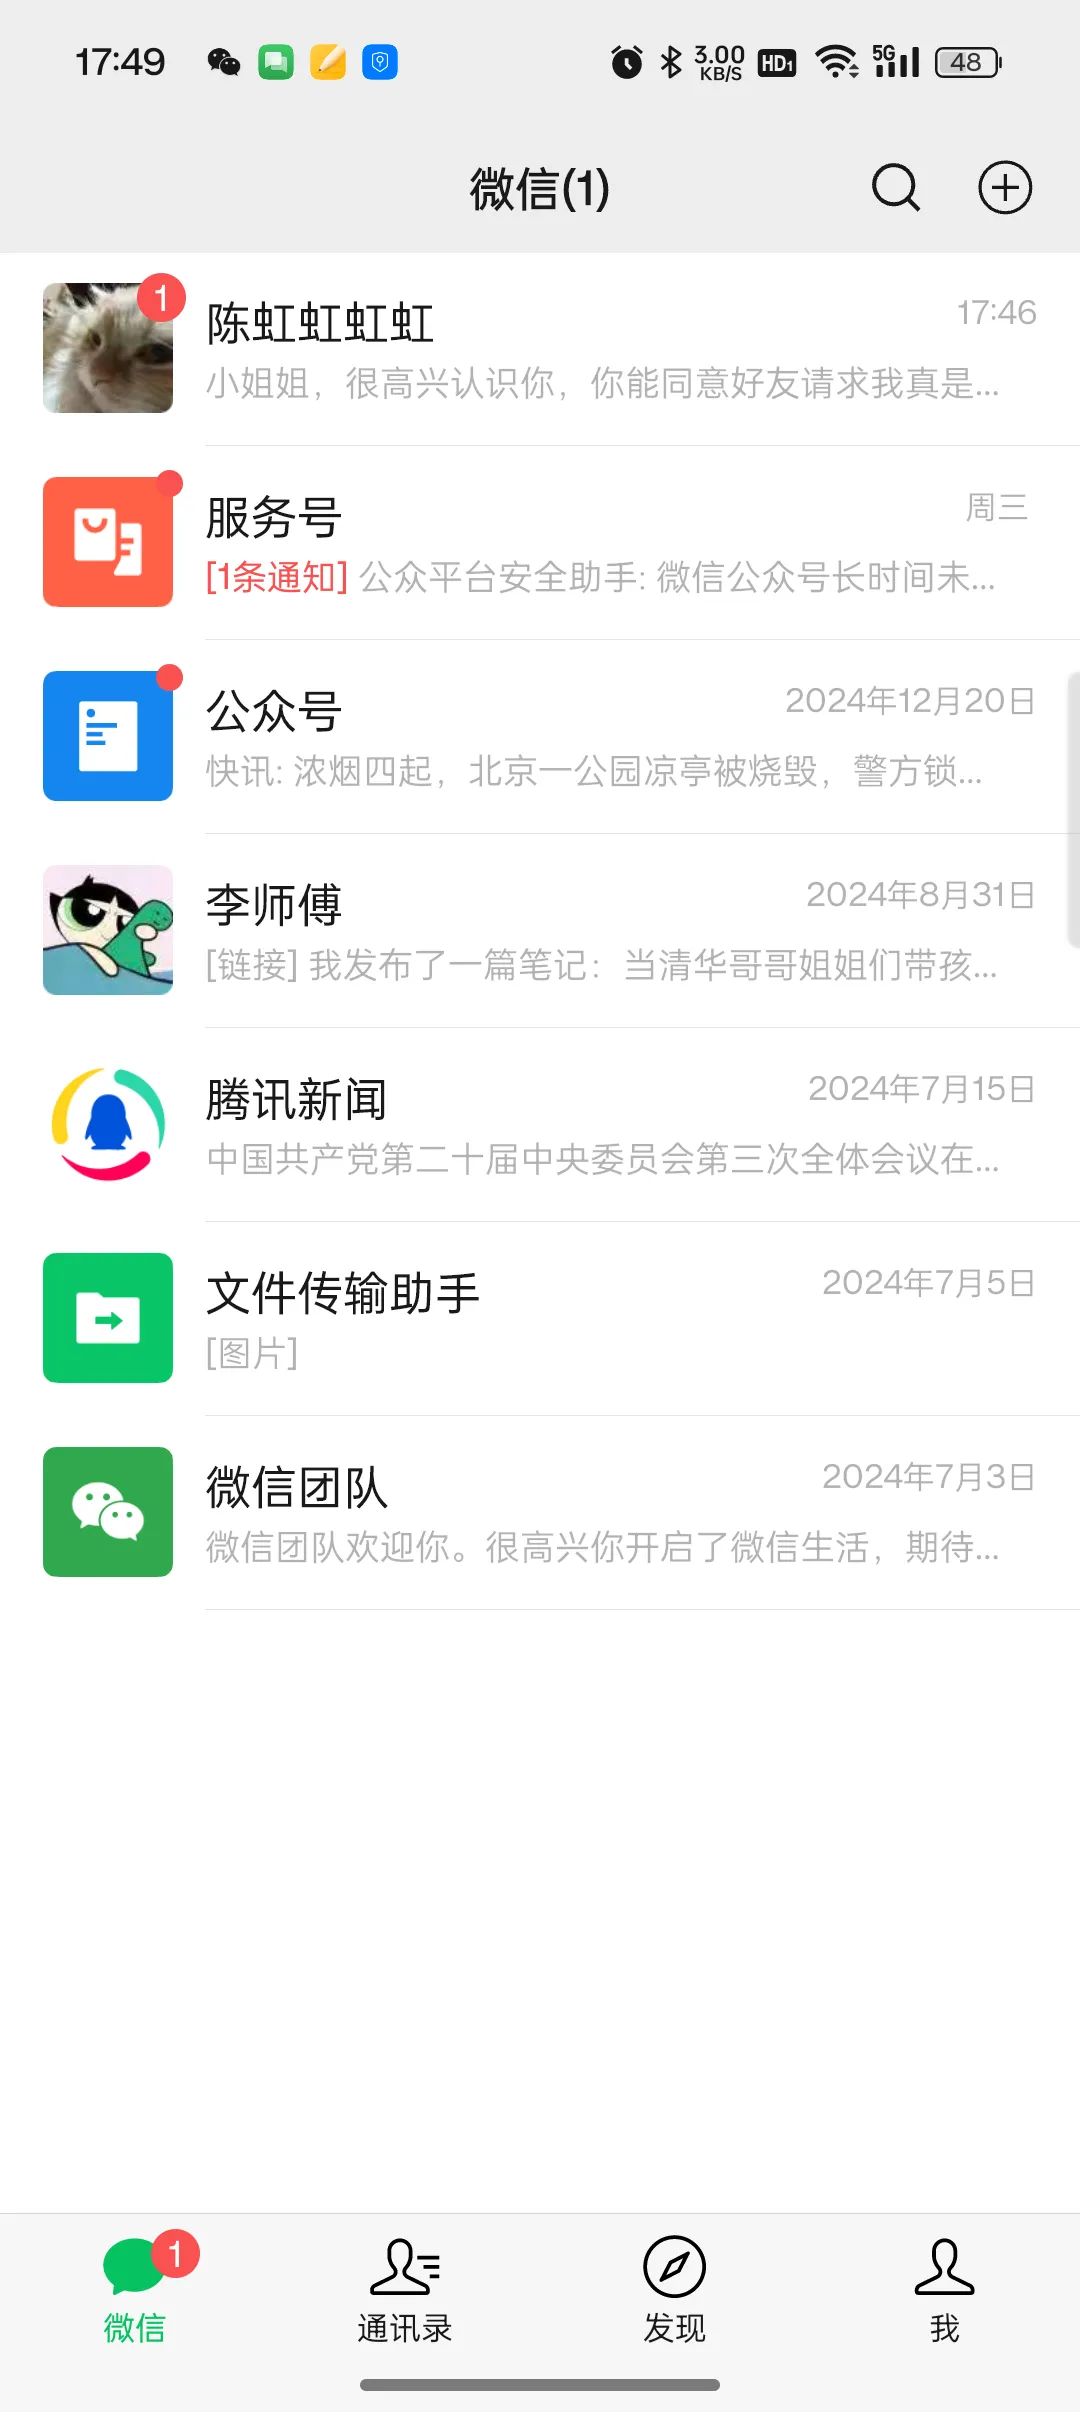 17:49
3.00
KB/S
HD1
5G
48
微信(1)
1
陈虹虹虹虹
17:46
小姐姐，很高兴认识你，你能同意好友请求我真是...
服务号
周三
[1条通知] 公众平台安全助手: 微信公众号长时间未...
公众号
2024年12月20日
快讯: 浓烟四起，北京一公园凉亭被烧毁，警方锁...
李师傅
2024年8月31日
[链接] 我发布了一篇笔记：当清华哥哥姐姐们带孩...
腾讯新闻
2024年7月15日
中国共产党第二十届中央委员会第三次全体会议在...
文件传输助手
2024年7月5日
[图片]
微信团队
2024年7月3日
微信团队欢迎你。很高兴你开启了微信生活，期待...
1
微信
通讯录
发现
我